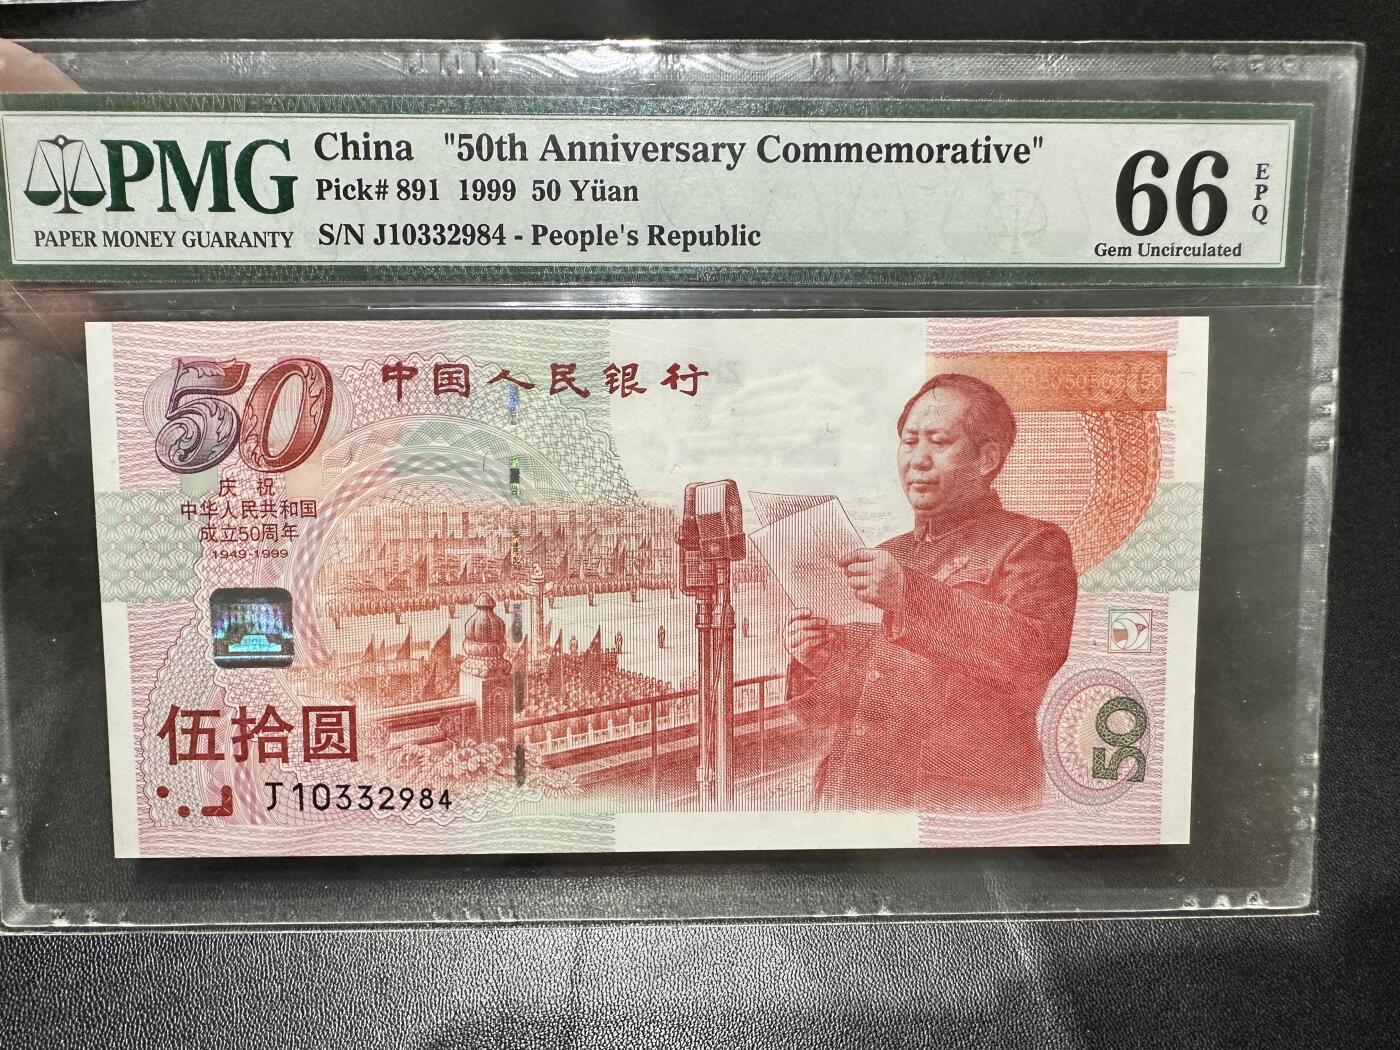 PMG
PAPER MONEY GUARANTY
China "50th Anniversary Commemorative"
Pick# 891 1999 50 Yüan
S/N J10332984 - People's Republic
66
EPQ
Gem Uncirculated
50
中国人民银行
庆祝
中华人民共和国
成立50周年
1949-1999
伍拾圆
J10332984
50